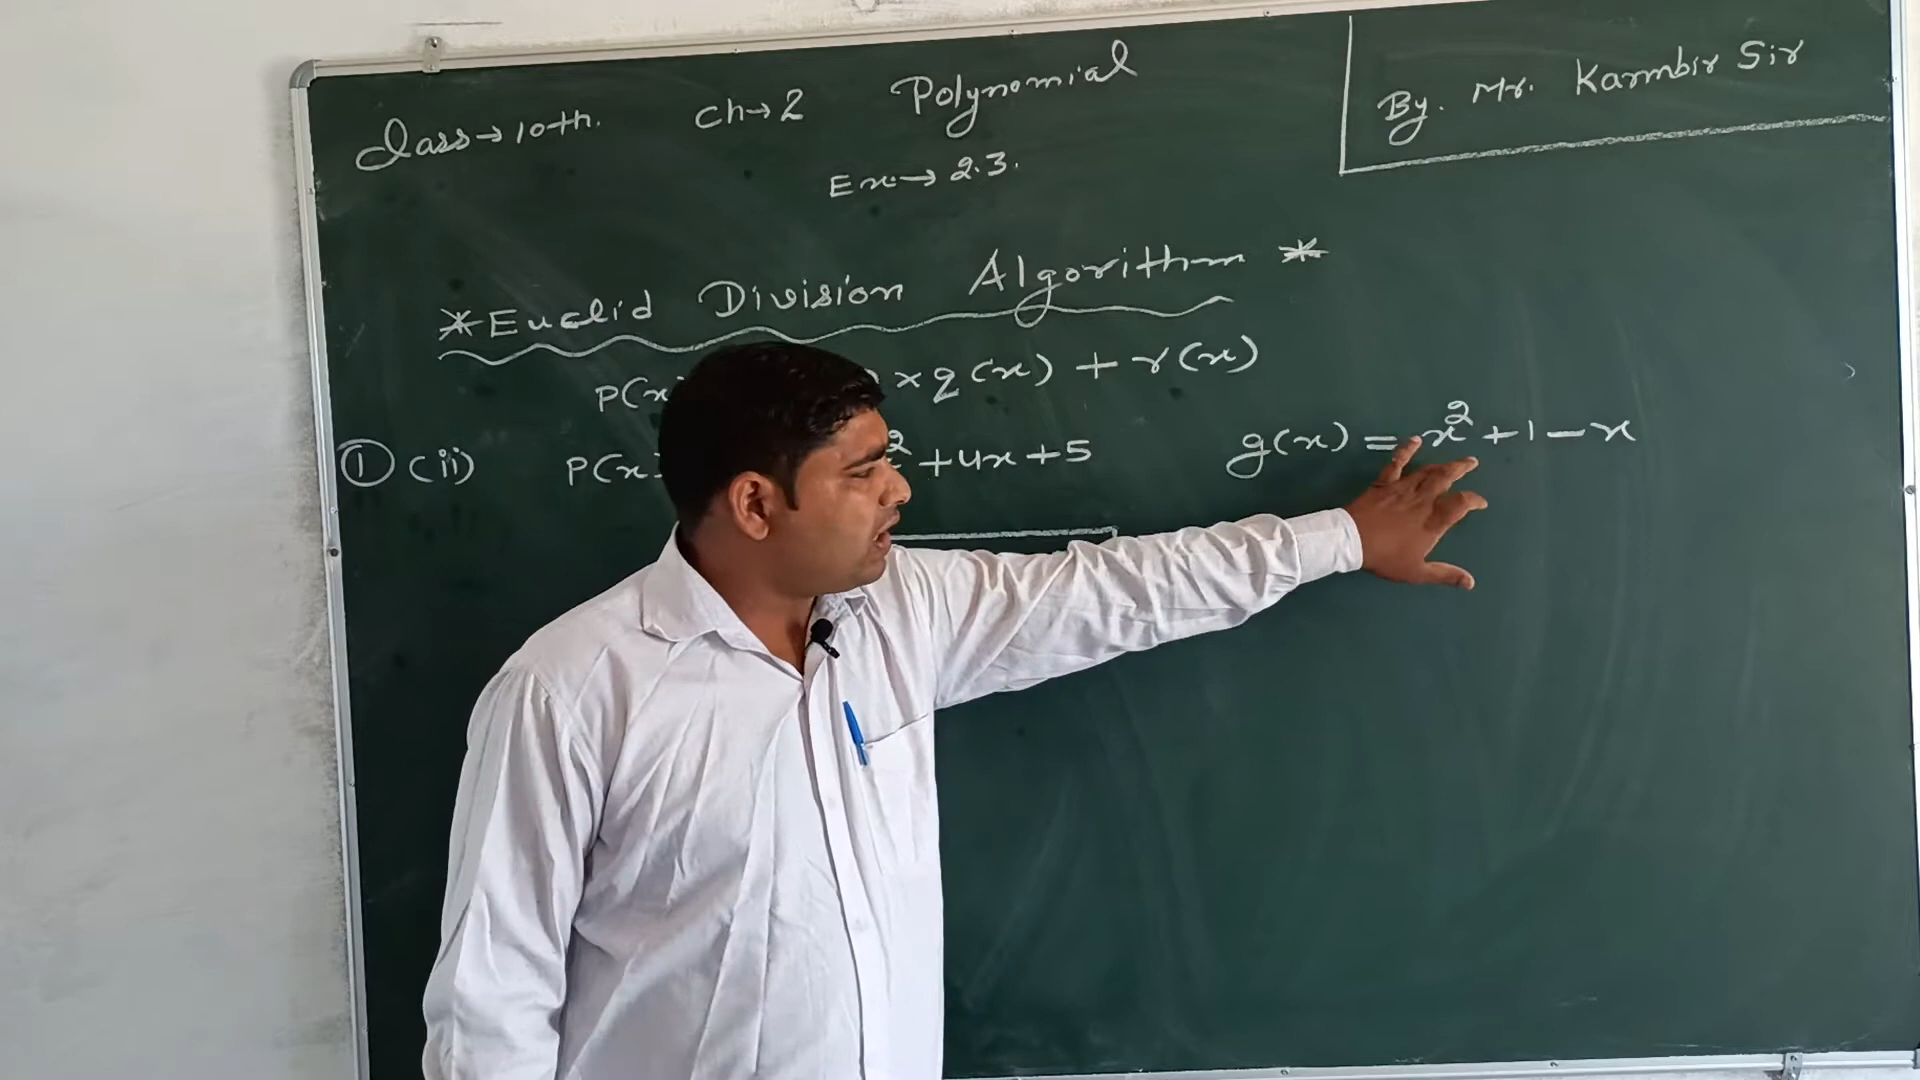 Class→10th. Ch→2 Polynomial
By. Mr. Karmbir Sir
Ex.→2.3.
*Euclid Division Algorithm*
P(x) × q(x) + r(x)
① (ii) P(x) ² +4x+5 g(x) = x²+1-x